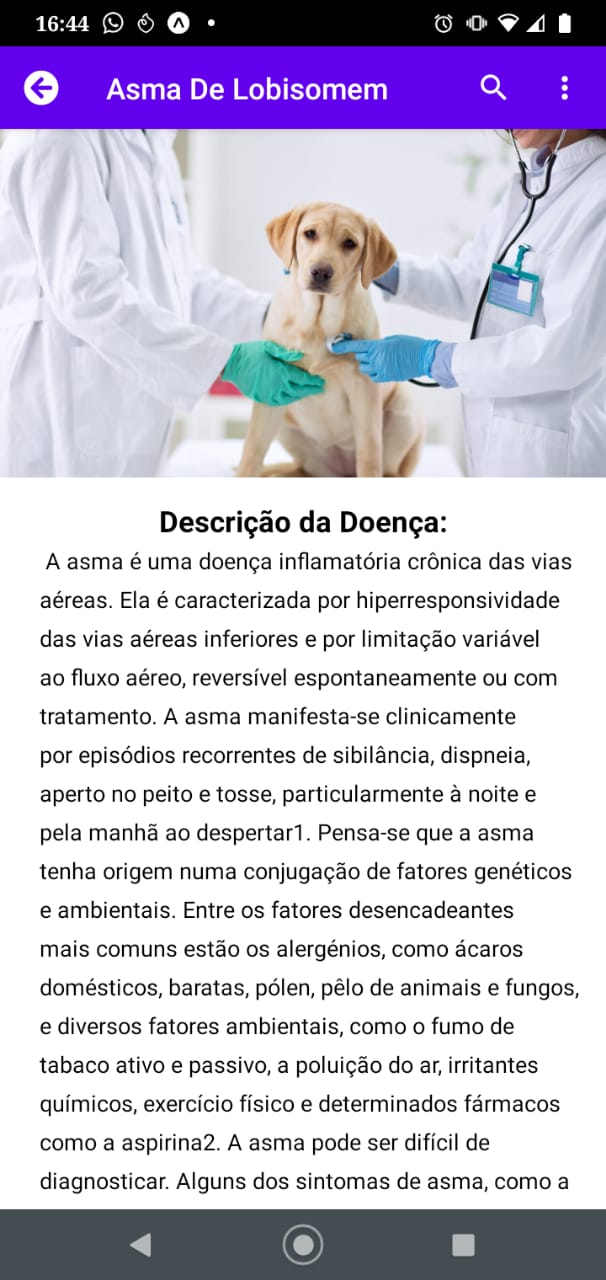 16:44
Asma De Lobisomem
Descrição da Doença:
A asma é uma doença inflamatória crônica das vias
aéreas. Ela é caracterizada por hiperresponsividade
das vias aéreas inferiores e por limitação variável
ao fluxo aéreo, reversível espontaneamente ou com
tratamento. A asma manifesta-se clinicamente
por episódios recorrentes de sibilância, dispneia,
aperto no peito e tosse, particularmente à noite e
pela manhã ao despertar1. Pensa-se que a asma
tenha origem numa conjugação de fatores genéticos
e ambientais. Entre os fatores desencadeantes
mais comuns estão os alergénios, como ácaros
domésticos, baratas, pólen, pêlo de animais e fungos,
e diversos fatores ambientais, como o fumo de
tabaco ativo e passivo, a poluição do ar, irritantes
químicos, exercício físico e determinados fármacos
como a aspirina2. A asma pode ser difícil de
diagnosticar. Alguns dos sintomas de asma, como a